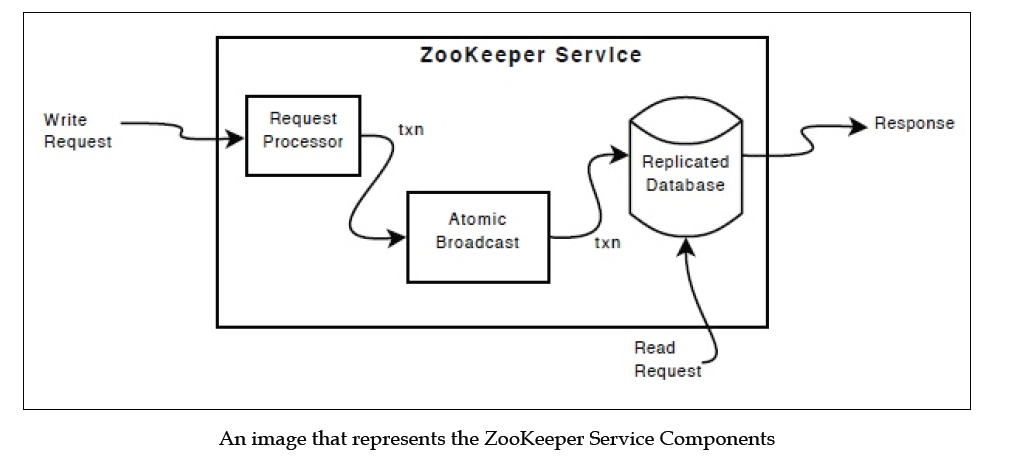 ZooKeeper Service
Write
Request
Request
Processor
txn
Atomic
Broadcast
txn
Replicated
Database
Response
Read
Request
An image that represents the ZooKeeper Service Components